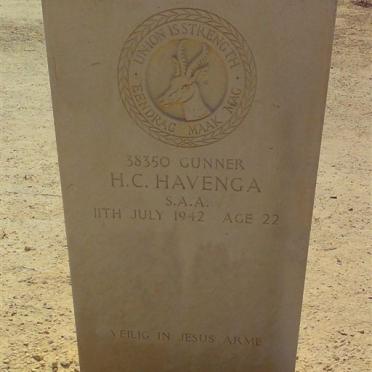 UNION IS STRENGTH
EENDRAG MAAK MAG
38350 GUNNER
H.C. HAVENGA
S.A.A.
11TH JULY 1942 AGE 22
VEILIG IN JESUS ARME